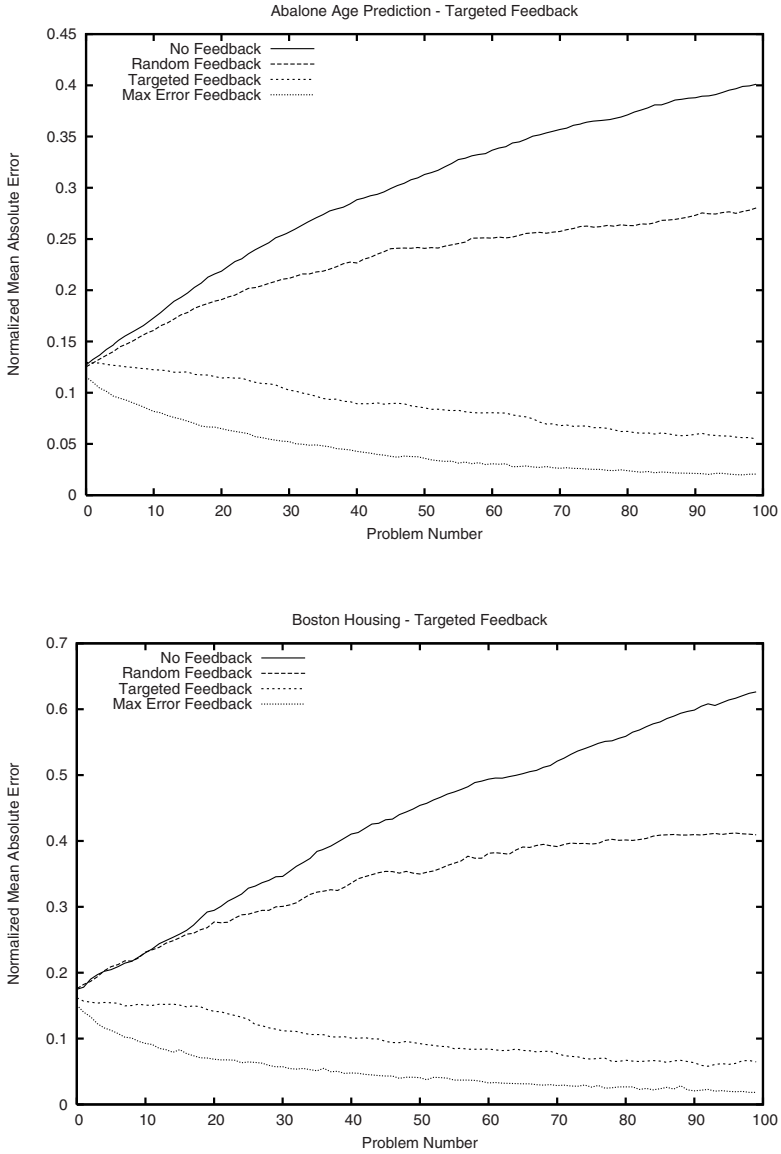 Abalone Age Prediction - Targeted Feedback
0.45
0.4
0.35
0.3
0.25
0.2
0.15
0.1
0.05
0
Normalized Mean Absolute Error
No Feedback
Random Feedback
Targeted Feedback
Max Error Feedback
0 10 20 30 40 50 60 70 80 90 100
Problem Number
Boston Housing - Targeted Feedback
0.7
0.6
0.5
0.4
0.3
0.2
0.1
0
Normalized Mean Absolute Error
No Feedback
Random Feedback
Targeted Feedback
Max Error Feedback
0 10 20 30 40 50 60 70 80 90 100
Problem Number